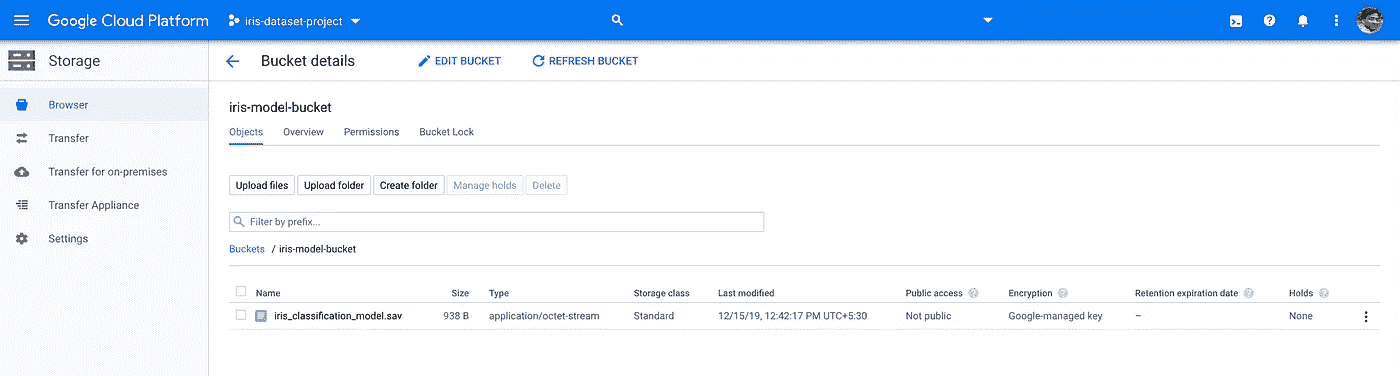 Google Cloud Platform iris-dataset-project
Storage Bucket details EDIT BUCKET REFRESH BUCKET
Browser
Transfer
Transfer for on-premises
Transfer Appliance
Settings
iris-model-bucket
Objects Overview Permissions Bucket Lock
Upload files Upload folder Create folder Manage holds Delete
Filter by prefix...
Buckets / iris-model-bucket
Name Size Type Storage class Last modified Public access Encryption Retention expiration date Holds
iris_classification_model.sav 938 B application/octet-stream Standard 12/15/19, 12:42:17 PM UTC+5:30 Not public Google-managed key – None